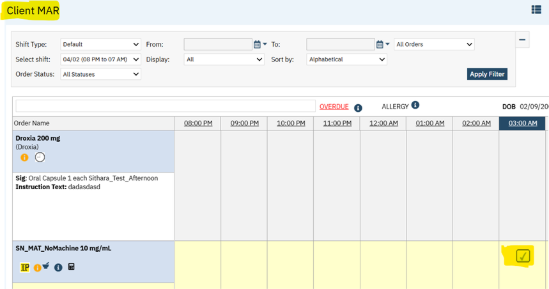 Client MAR
Shift Type: Default From: To: All Orders
Select shift: 04/02 (08 PM to 07 AM) Display: All Sort by: Alphabetical
Order Status: All Statuses Apply Filter
OVERDUE ALLERGY DOB 02/09/20
Order Name 08:00 PM 09:00 PM 10:00 PM 11:00 PM 12:00 AM 01:00 AM 02:00 AM 03:00 AM
Droxia 200 mg
(Droxia)
Sig: Oral Capsule 1 each Sithara_Test_Afternoon
Instruction Text: dadasdasd
SN_MAT_NoMachine 10 mg/mL
IP